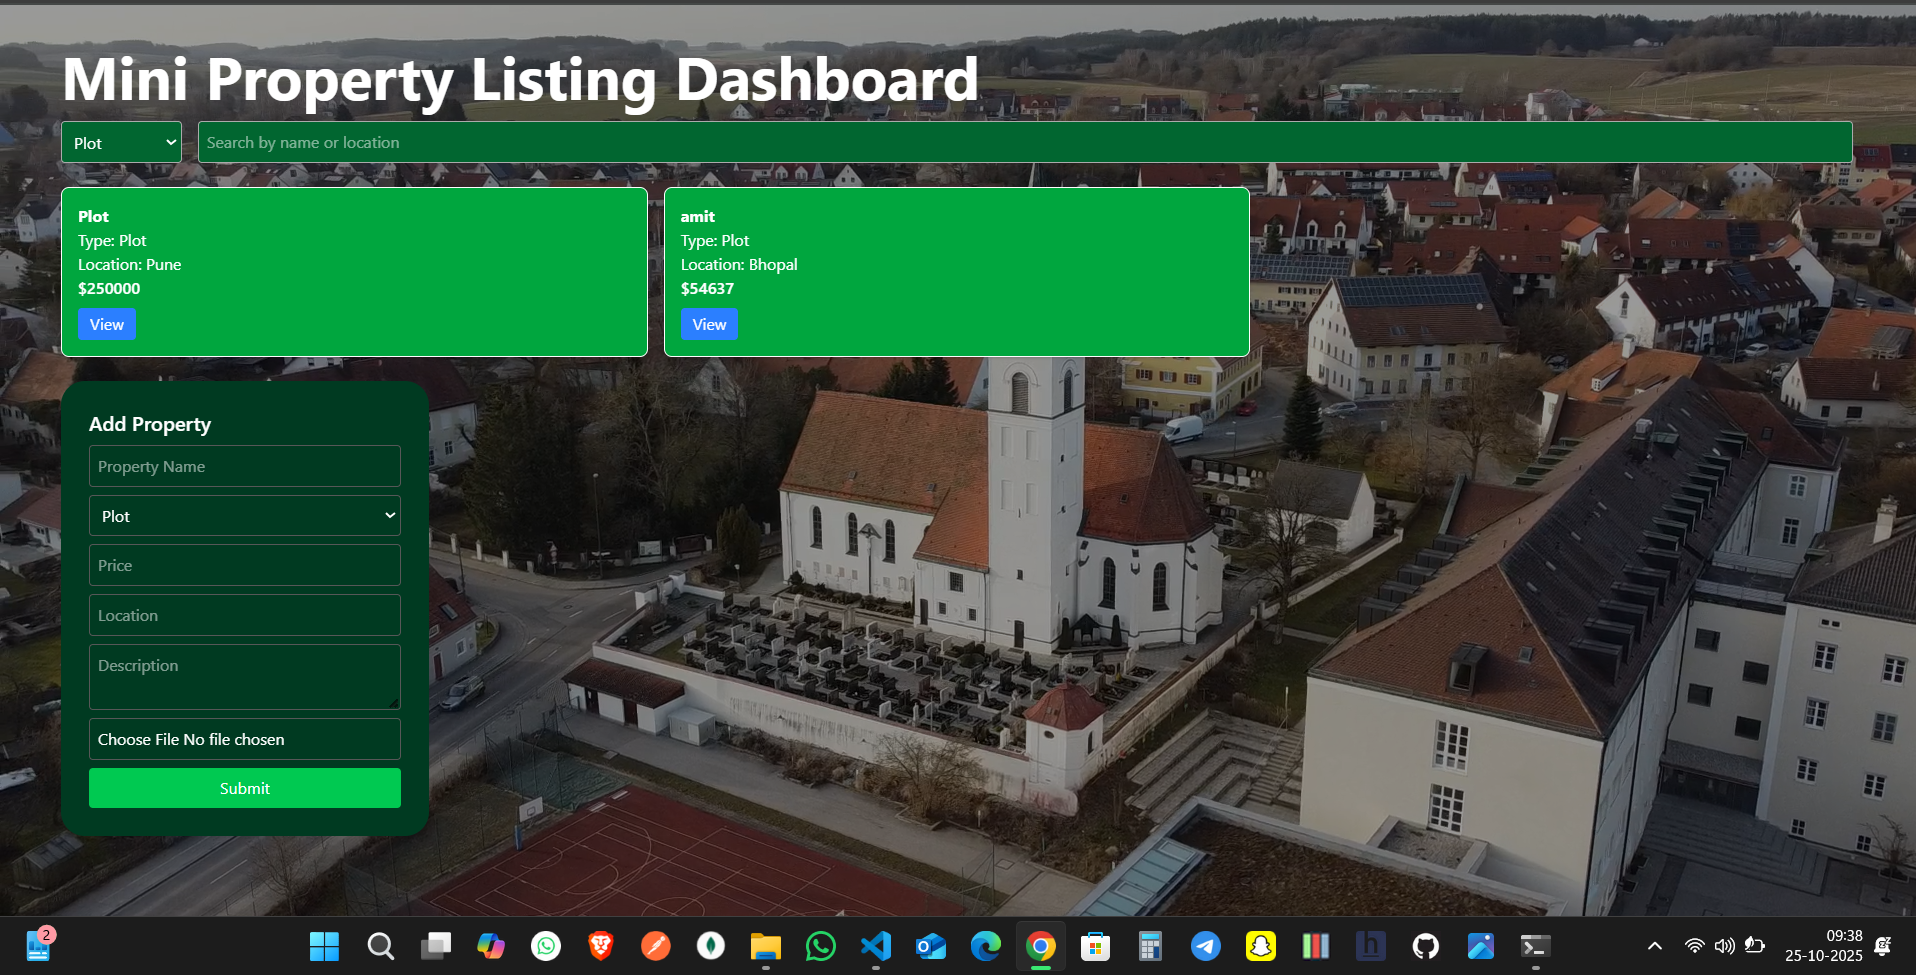 Mini Property Listing Dashboard
Plot
Search by name or location
Plot
Type: Plot
Location: Pune
$250000
View
amit
Type: Plot
Location: Bhopal
$54637
View
Add Property
Property Name
Plot
Price
Location
Description
Choose File No file chosen
Submit
2
09:38
25-10-2025